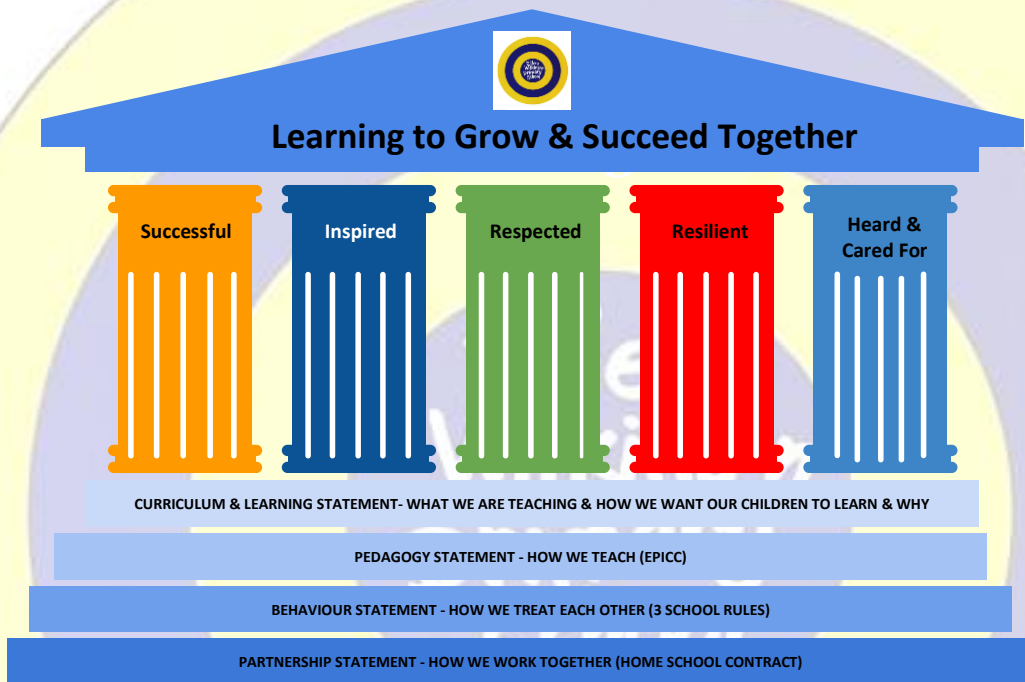 Learning to Grow & Succeed Together
Successful
Inspired
Respected
Resilient
Heard &
Cared For
CURRICULUM & LEARNING STATEMENT- WHAT WE ARE TEACHING & HOW WE WANT OUR CHILDREN TO LEARN & WHY
PEDAGOGY STATEMENT - HOW WE TEACH (EPICC)
BEHAVIOUR STATEMENT - HOW WE TREAT EACH OTHER (3 SCHOOL RULES)
PARTNERSHIP STATEMENT - HOW WE WORK TOGETHER (HOME SCHOOL CONTRACT)